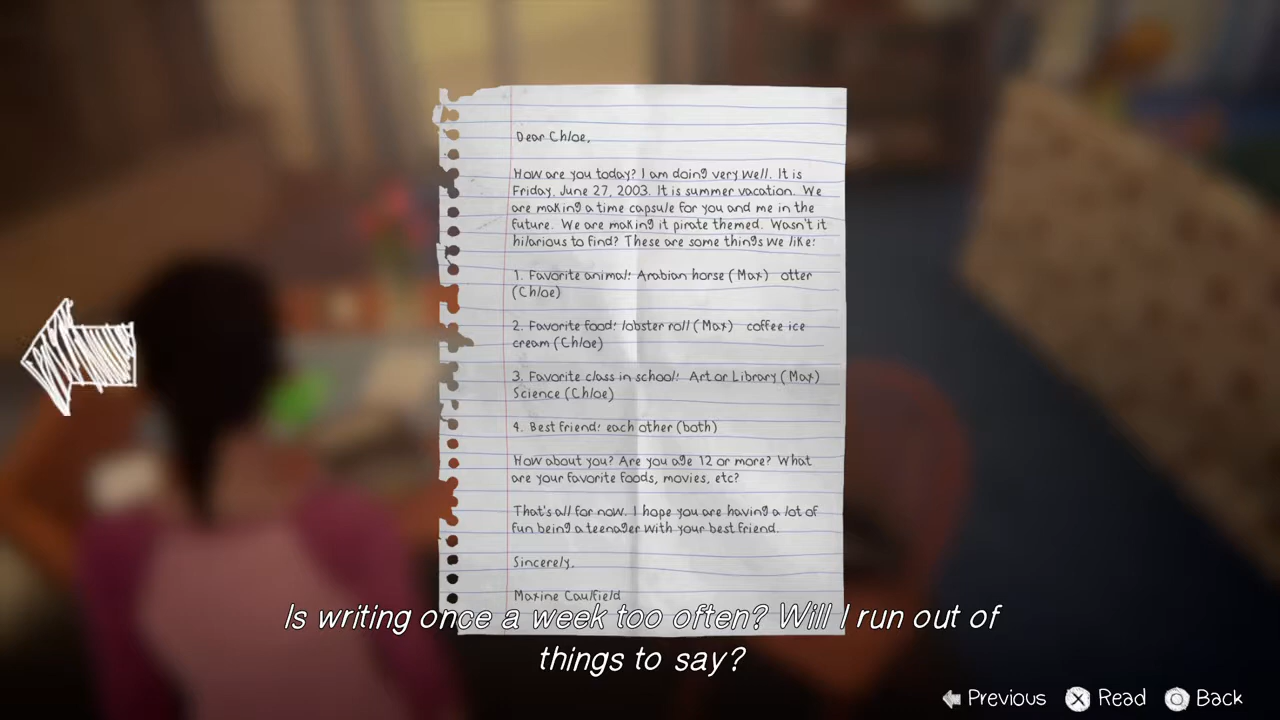 Dear Chloe,
How are you today? I am doing very well. It is
Friday, June 27, 2003. It is summer vacation. We
are making a time capsule for you and me in the
future. We are making it pirate themed. Wasn't it
hilarious to find? These are some things we like:
1. Favorite animal: Arabian horse (Max) otter
(Chloe)
2. Favorite food: lobster roll (Max) coffee ice
cream (Chloe)
3. Favorite class in school: Art or Library (Max)
Science (Chloe)
4. Best friend: each other (both)
How about you? Are you age 12 or more? What
are your favorite foods, movies, etc?
That's all for now. I hope you are having a lot of
fun being a teenager with your best friend.
Sincerely,
Maxine Caulfield
Is writing once a week too often? Will I run out of
things to say?
Previous Read Back